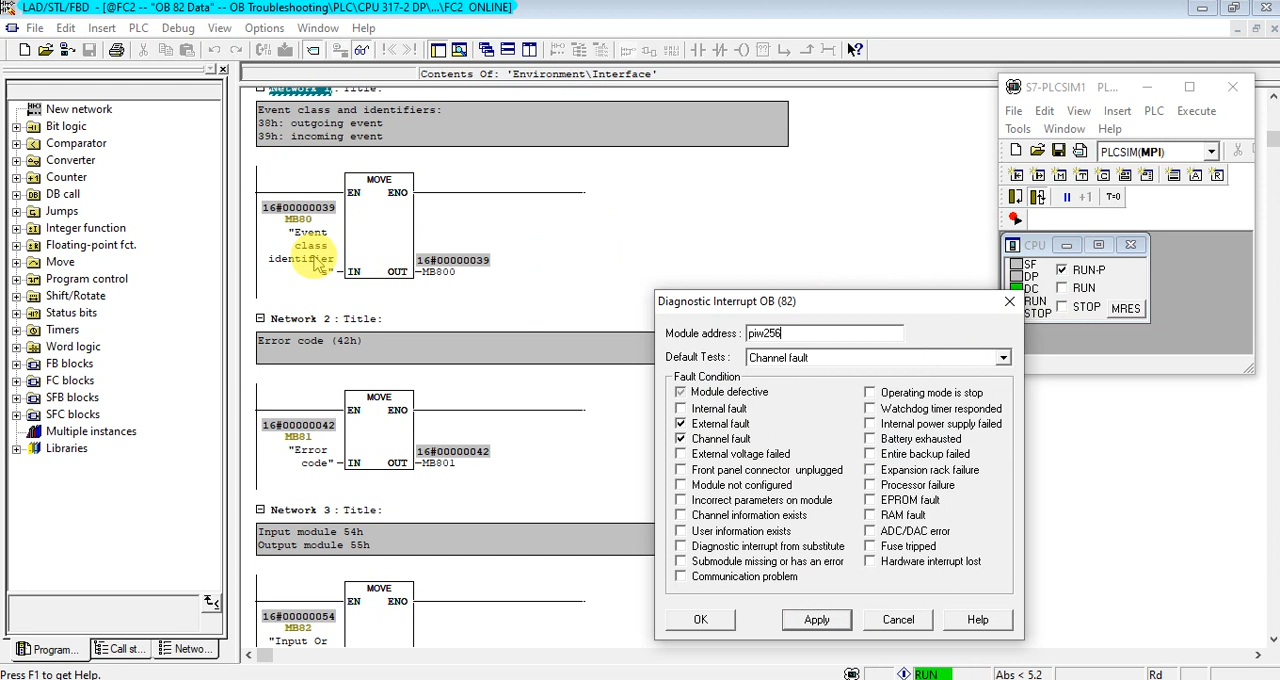 LAD/STL/FBD - [@FC2 -- "OB 82 Data" -- OB Troubleshooting\PLC\CPU 317-2 DP\...\FC2 ONLINE]
File Edit Insert PLC Debug View Options Window Help
Contents Of: 'Environment\Interface'
New network
Bit logic
Comparator
Converter
Counter
DB call
Jumps
Integer function
Floating-point fct.
Move
Program control
Shift/Rotate
Status bits
Timers
Word logic
FB blocks
FC blocks
SFB blocks
SFC blocks
Multiple instances
Libraries
Program...
Call st...
Netwo...
Network 1: Title:
Event class and identifiers:
38h: outgoing event
39h: incoming event
MOVE
EN ENO
16#00000039
MB80
"Event
class
identifier
s"
IN OUT
16#00000039
MB800
Network 2: Title:
Error code (42h)
MOVE
EN ENO
16#00000042
MB81
"Error
code"
IN OUT
16#00000042
MB801
Network 3: Title:
Input module 54h
Output module 55h
MOVE
EN ENO
16#00000054
MB82
"Input Or
S7-PLCSIM1 PL...
File Edit View Insert PLC Execute
Tools Window Help
PLCSIM(MPI)
+1 T=0
CPU
SF
DP
DC
RUN
STOP
RUN-P
RUN
STOP
MRES
Diagnostic Interrupt OB (82)
Module address : piw256
Default Tests : Channel fault
Fault Condition
Module defective
Internal fault
External fault
Channel fault
External voltage failed
Front panel connector unplugged
Module not configured
Incorrect parameters on module
Channel information exists
User information exists
Diagnostic interrupt from substitute
Submodule missing or has an error
Communication problem
Operating mode is stop
Watchdog timer responded
Internal power supply failed
Battery exhausted
Entire backup failed
Expansion rack failure
Processor failure
EPROM fault
RAM fault
ADC/DAC error
Fuse tripped
Hardware interrupt lost
OK Apply Cancel Help
Press F1 to get Help.
RUN
Abs < 5.2
Rd